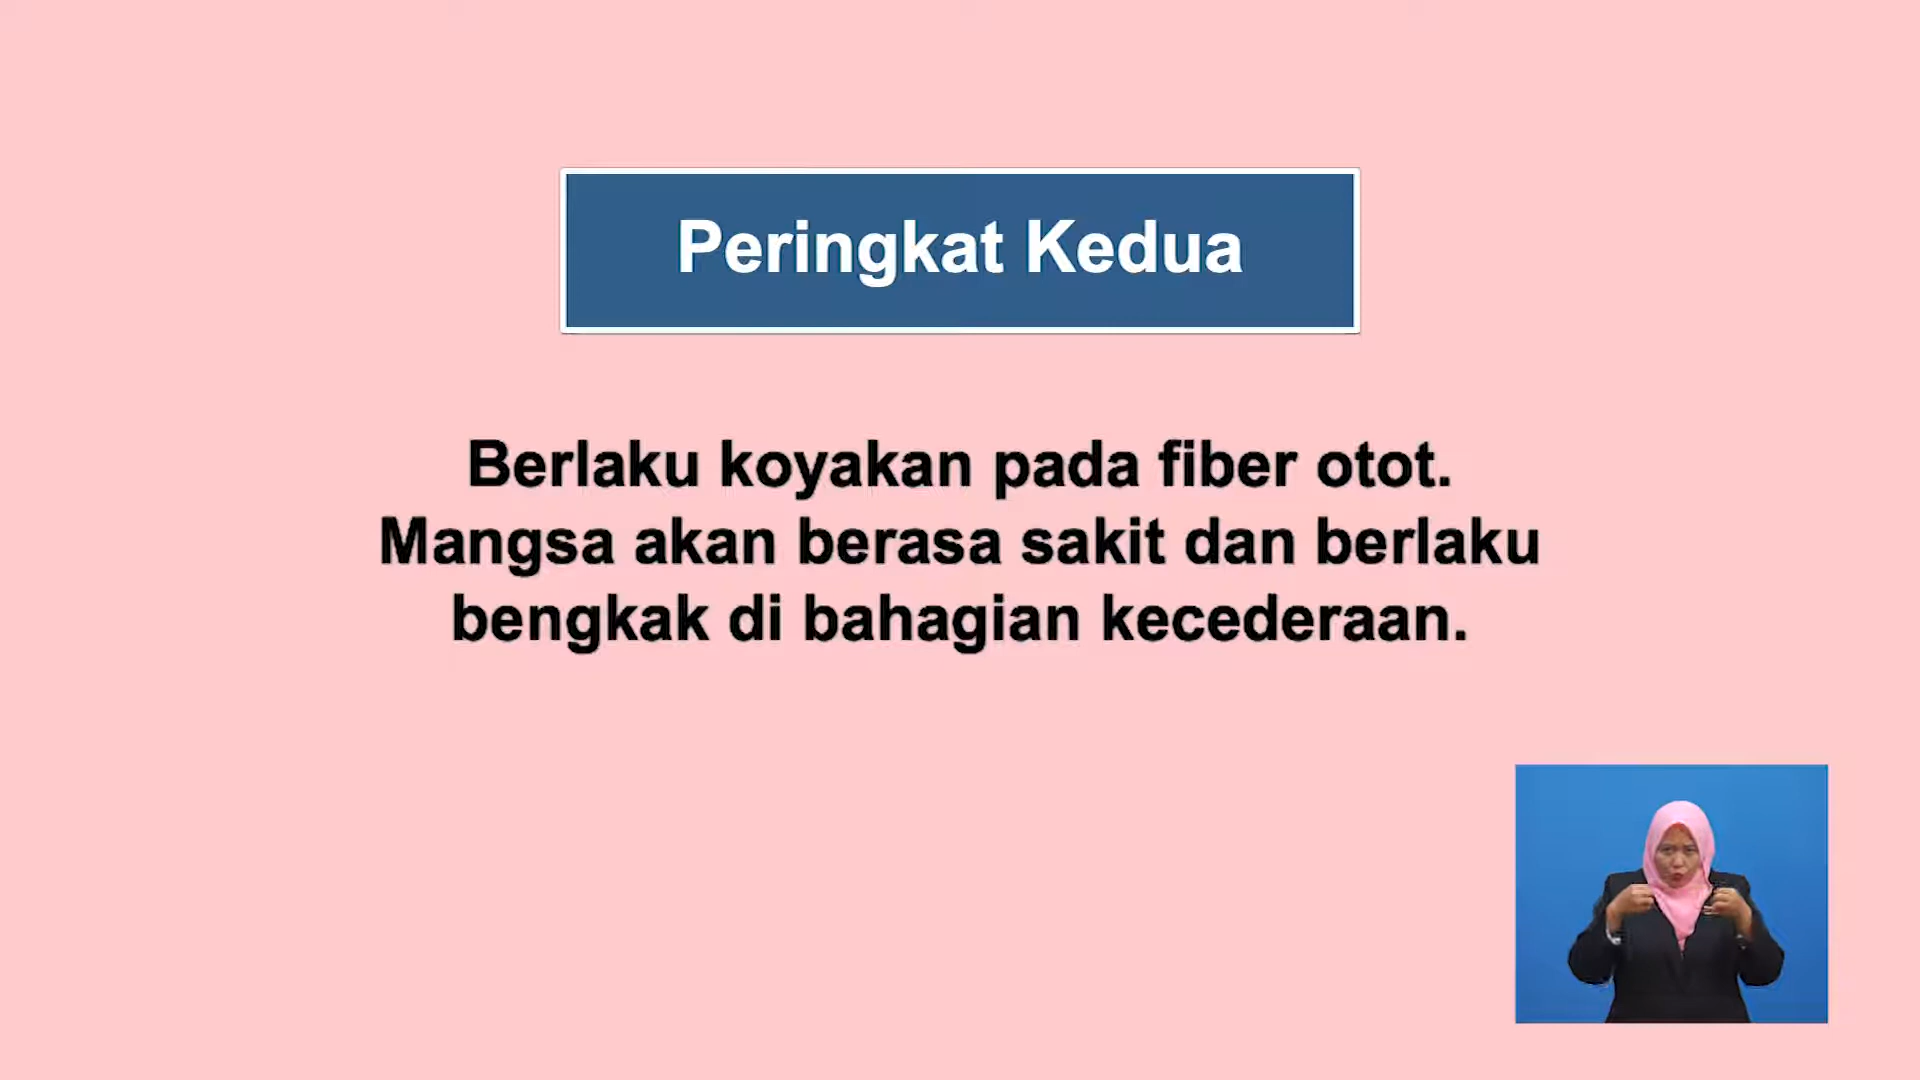 Peringkat Kedua
Berlaku koyakan pada fiber otot.
Mangsa akan berasa sakit dan berlaku
bengkak di bahagian kecederaan.